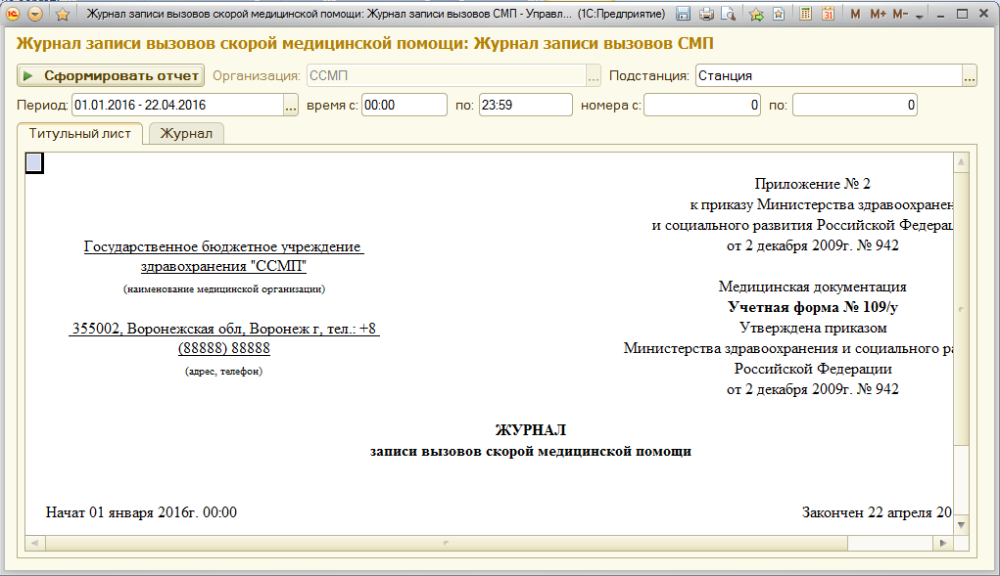 Журнал записи вызовов скорой медицинской помощи: Журнал записи вызовов СМП - Управл... (1С:Предприятие) M M+ M-
Журнал записи вызовов скорой медицинской помощи: Журнал записи вызовов СМП
Сформировать отчет Организация: ССМП ... Подстанция: Станция ...
Период: 01.01.2016 - 22.04.2016 ... время с: 00:00 по: 23:59 номера с: 0 по: 0
Титульный лист Журнал
Приложение № 2
к приказу Министерства здравоохранен
и социального развития Российской Федерац
от 2 декабря 2009г. № 942
Государственное бюджетное учреждение
здравохранения "ССМП"
(наименование медицинской организации)
Медицинская документация
Учетная форма № 109/у
Утверждена приказом
Министерства здравоохранения и социального ра
Российской Федерации
от 2 декабря 2009г. № 942
355002, Воронежская обл, Воронеж г, тел.: +8
(88888) 88888
(адрес, телефон)
ЖУРНАЛ
записи вызовов скорой медицинской помощи
Начат 01 января 2016г. 00:00 Закончен 22 апреля 20